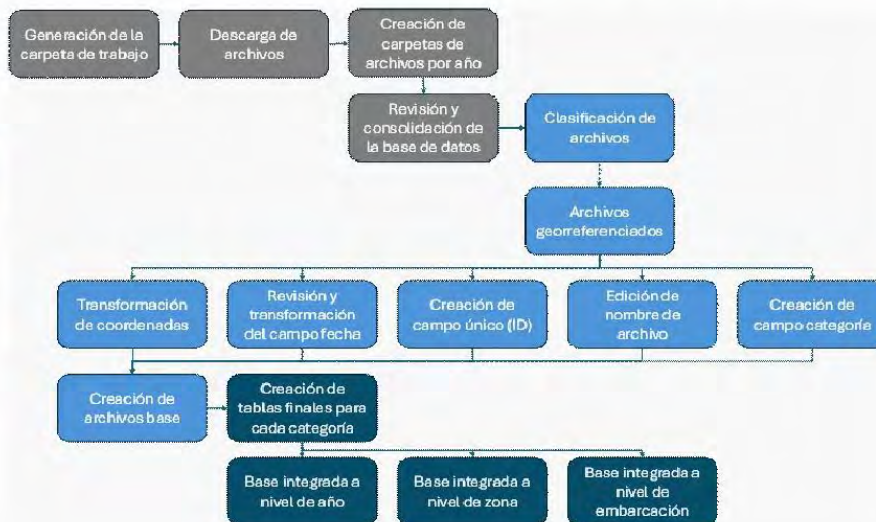 Generación de la
carpeta de trabajo
Descarga de
archivos
Creación de
carpetas de
archivos por año
Revisión y
consolidación de
la base de datos
Clasificación de
archivos
Archivos
georreferenciados
Transformación
de coordenadas
Revisión y
transformación
del campo fecha
Creación de
campo único (ID)
Edición de
nombre de
archivo
Creación de
campo categoría
Creación de
archivos base
Creación de
tablas finales para
cada categoría
Base integrada a
nivel de año
Base integrada a
nivel de zona
Base integrada a
nivel de
embarcación